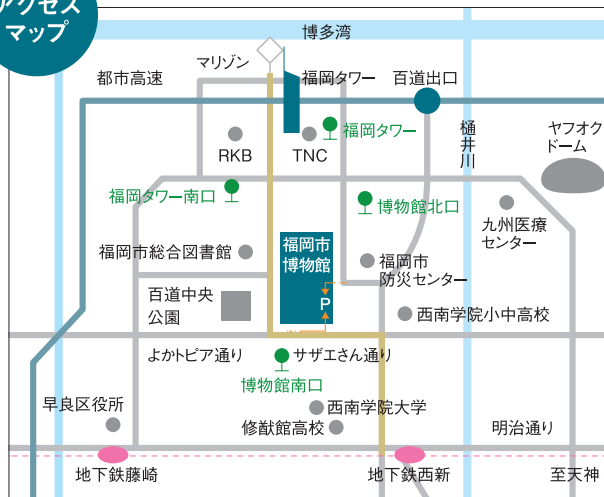 アクセス
マップ
博多湾
マリゾン
都市高速
福岡タワー
百道出口
福岡タワー
樋井川
ヤフオク
ドーム
RKB
TNC
福岡タワー南口
博物館北口
九州医療
センター
福岡市
博物館
福岡市総合図書館
福岡市
防災センター
百道中央
公園
P
西南学院小中高校
よかトピア通り
サザエさん通り
博物館南口
早良区役所
西南学院大学
修猷館高校
明治通り
地下鉄藤崎
地下鉄西新
至天神